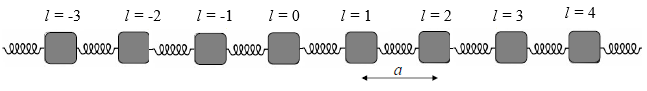 l = -3 l = -2 l = -1 l = 0 l = 1 l = 2 l = 3 l = 4
a